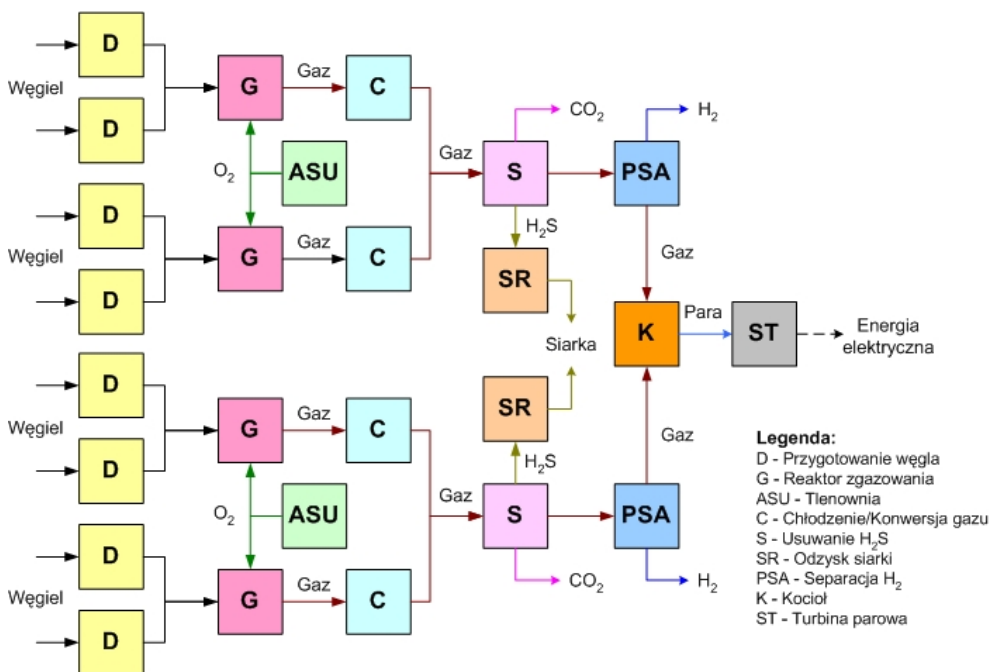 D
Węgiel
D
G
Gaz
C
O₂
ASU
D
Węgiel
D
G
Gaz
C
Gaz
S
CO₂
H₂S
SR
PSA
H₂
Gaz
Siarka
K
Para
ST
Energia
elektryczna
D
Węgiel
D
G
Gaz
C
O₂
ASU
D
Węgiel
D
G
Gaz
C
Gaz
SR
H₂S
S
CO₂
Gaz
PSA
H₂
Legenda:
D - Przygotowanie węgla
G - Reaktor zgazowania
ASU - Tlenownia
C - Chłodzenie/Konwersja gazu
S - Usuwanie H₂S
SR - Odzysk siarki
PSA - Separacja H₂
K - Kocioł
ST - Turbina parowa